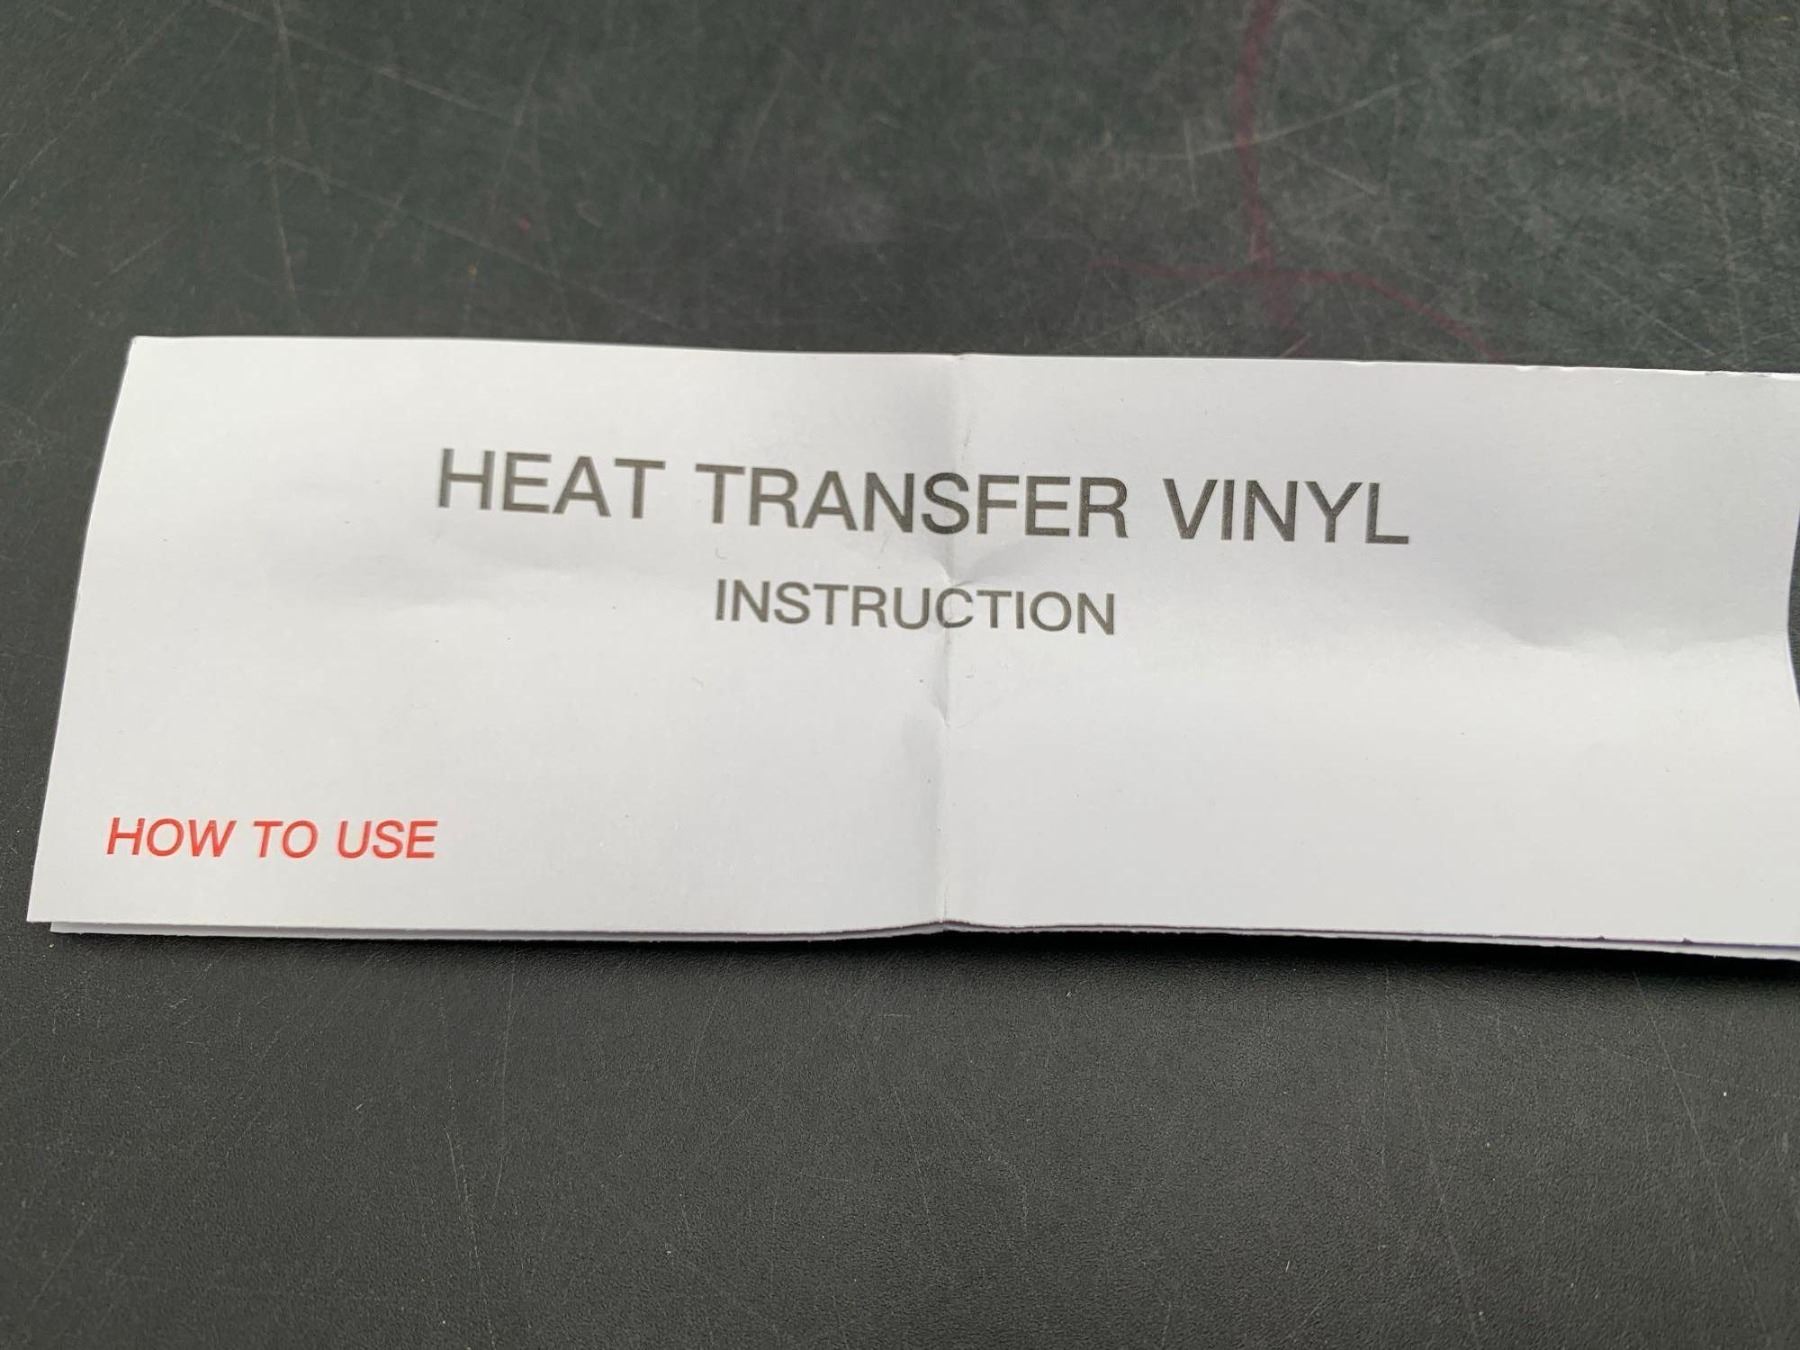 HEAT TRANSFER VINYL
INSTRUCTION
HOW TO USE